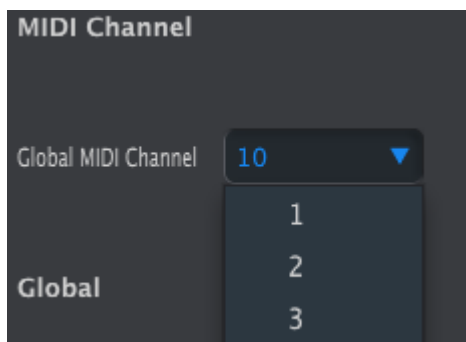 MIDI Channel
Global MIDI Channel 10
1
2
Global
3